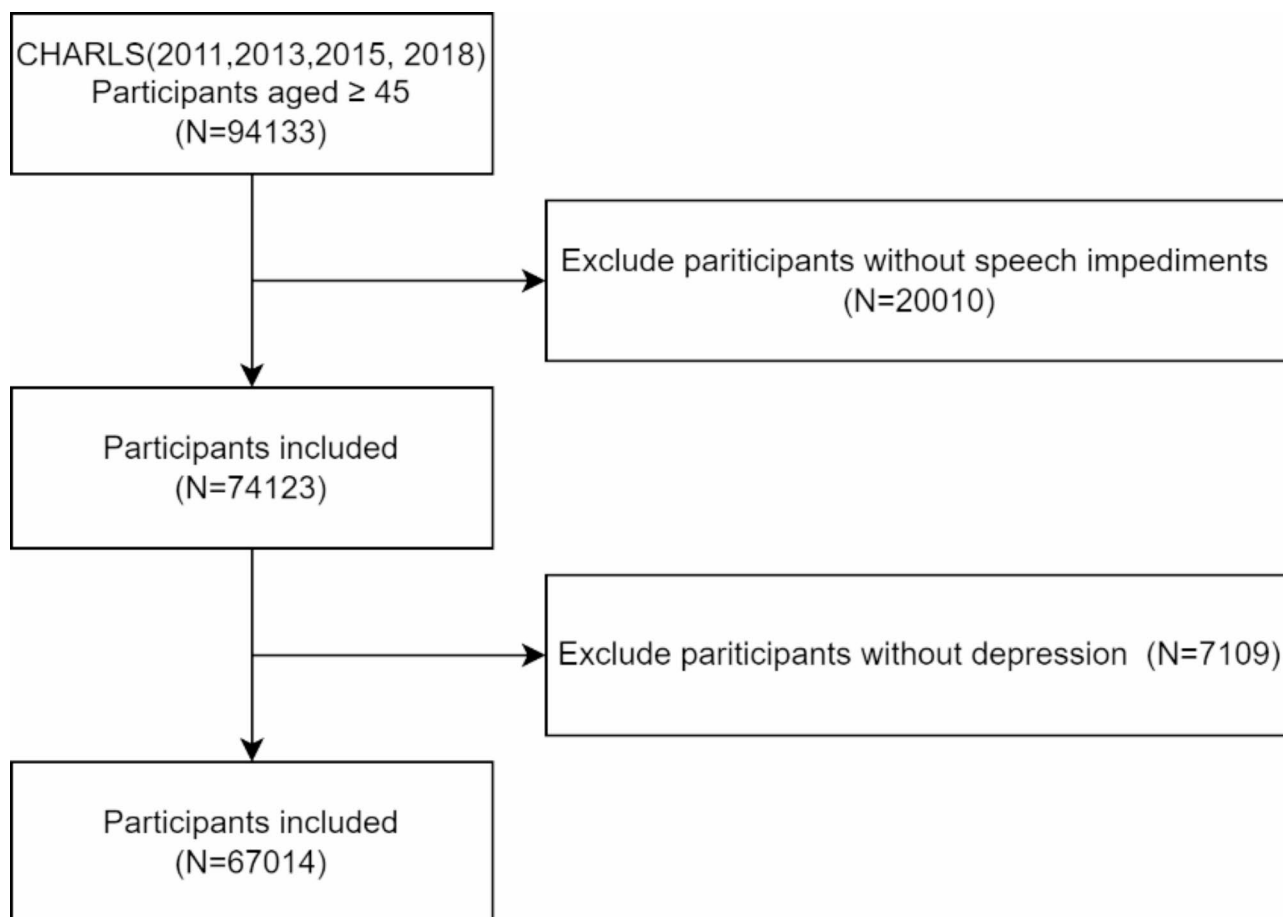 CHARLS(2011,2013,2015, 2018)
Participants aged ≥ 45
(N=94133)
Exclude pariticipants without speech impediments
(N=20010)
Participants included
(N=74123)
Exclude pariticipants without depression (N=7109)
Participants included
(N=67014)